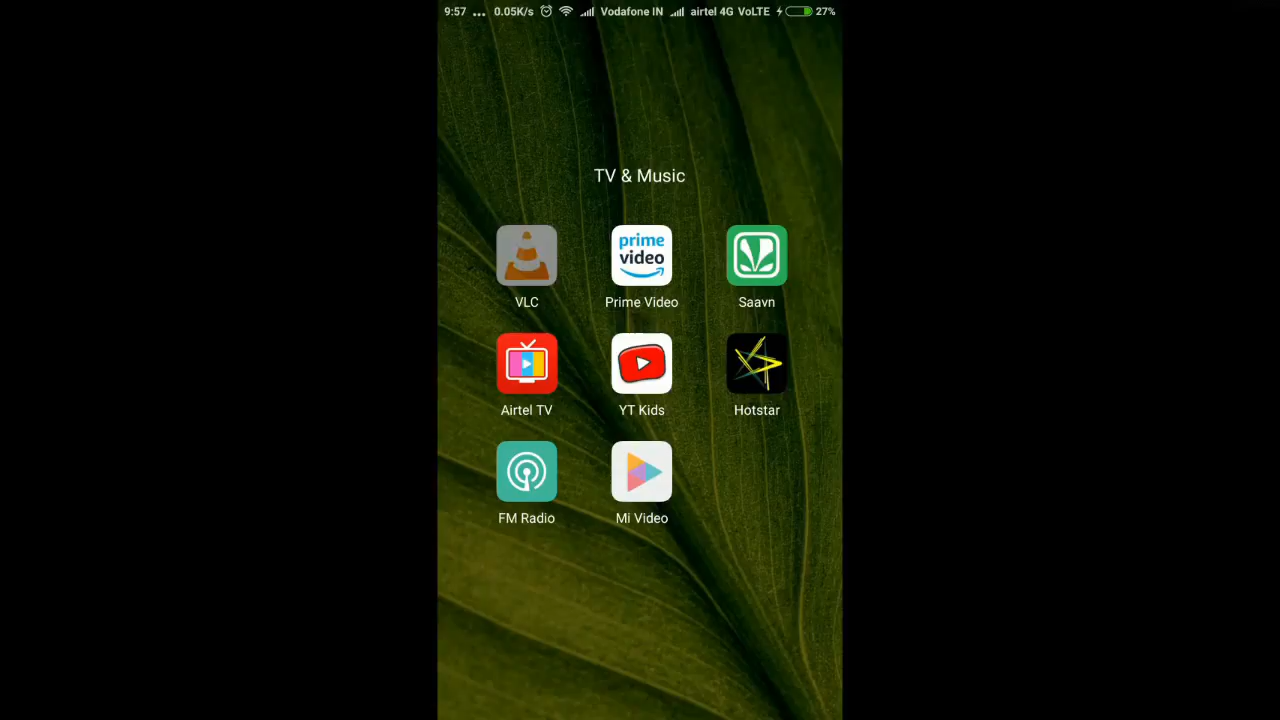 9:57 ... 0.05K/s Vodafone IN airtel 4G VoLTE 27%
TV & Music
prime
video
VLC Prime Video Saavn
Airtel TV YT Kids Hotstar
FM Radio Mi Video